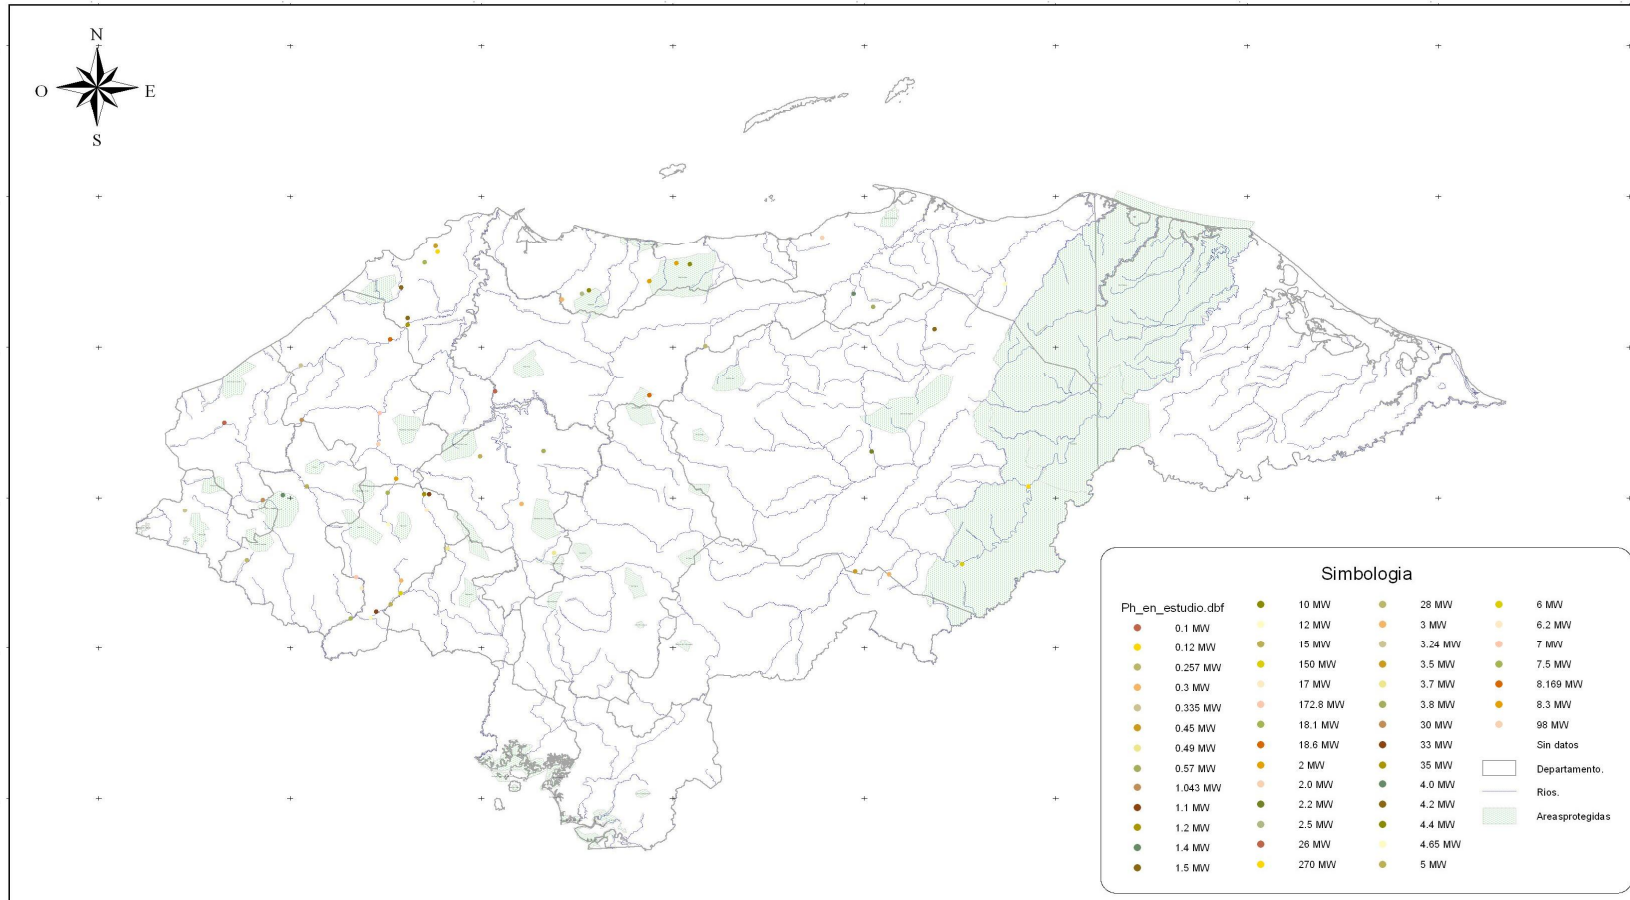 N
O
E
S
Simbologia
Ph_en_estudio.dbf
0.1 MW
0.12 MW
0.257 MW
0.3 MW
0.335 MW
0.45 MW
0.49 MW
0.57 MW
1.043 MW
1.1 MW
1.2 MW
1.4 MW
1.5 MW
10 MW
12 MW
15 MW
150 MW
17 MW
172.8 MW
18.1 MW
18.6 MW
2 MW
2.0 MW
2.2 MW
2.5 MW
26 MW
270 MW
28 MW
3 MW
3.24 MW
3.5 MW
3.7 MW
3.8 MW
30 MW
33 MW
35 MW
4.0 MW
4.2 MW
4.4 MW
4.65 MW
5 MW
6 MW
6.2 MW
7 MW
7.5 MW
8.169 MW
8.3 MW
98 MW
Sin datos
Departamento.
Rios.
Areasprotegidas